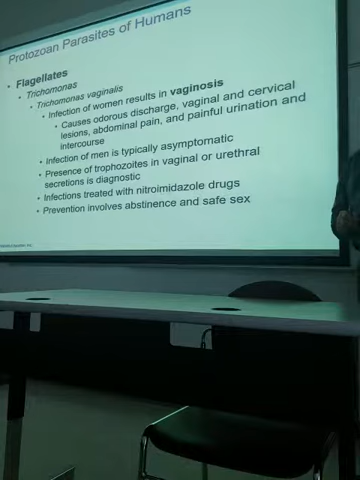 Protozoan Parasites of Humans
• Flagellates
• Trichomonas
• Trichomonas vaginalis
• Infection of women results in vaginosis
• Causes odorous discharge, vaginal and cervical
lesions, abdominal pain, and painful urination and
intercourse
• Infection of men is typically asymptomatic
• Presence of trophozoites in vaginal or urethral
secretions is diagnostic
• Infections treated with nitroimidazole drugs
• Prevention involves abstinence and safe sex